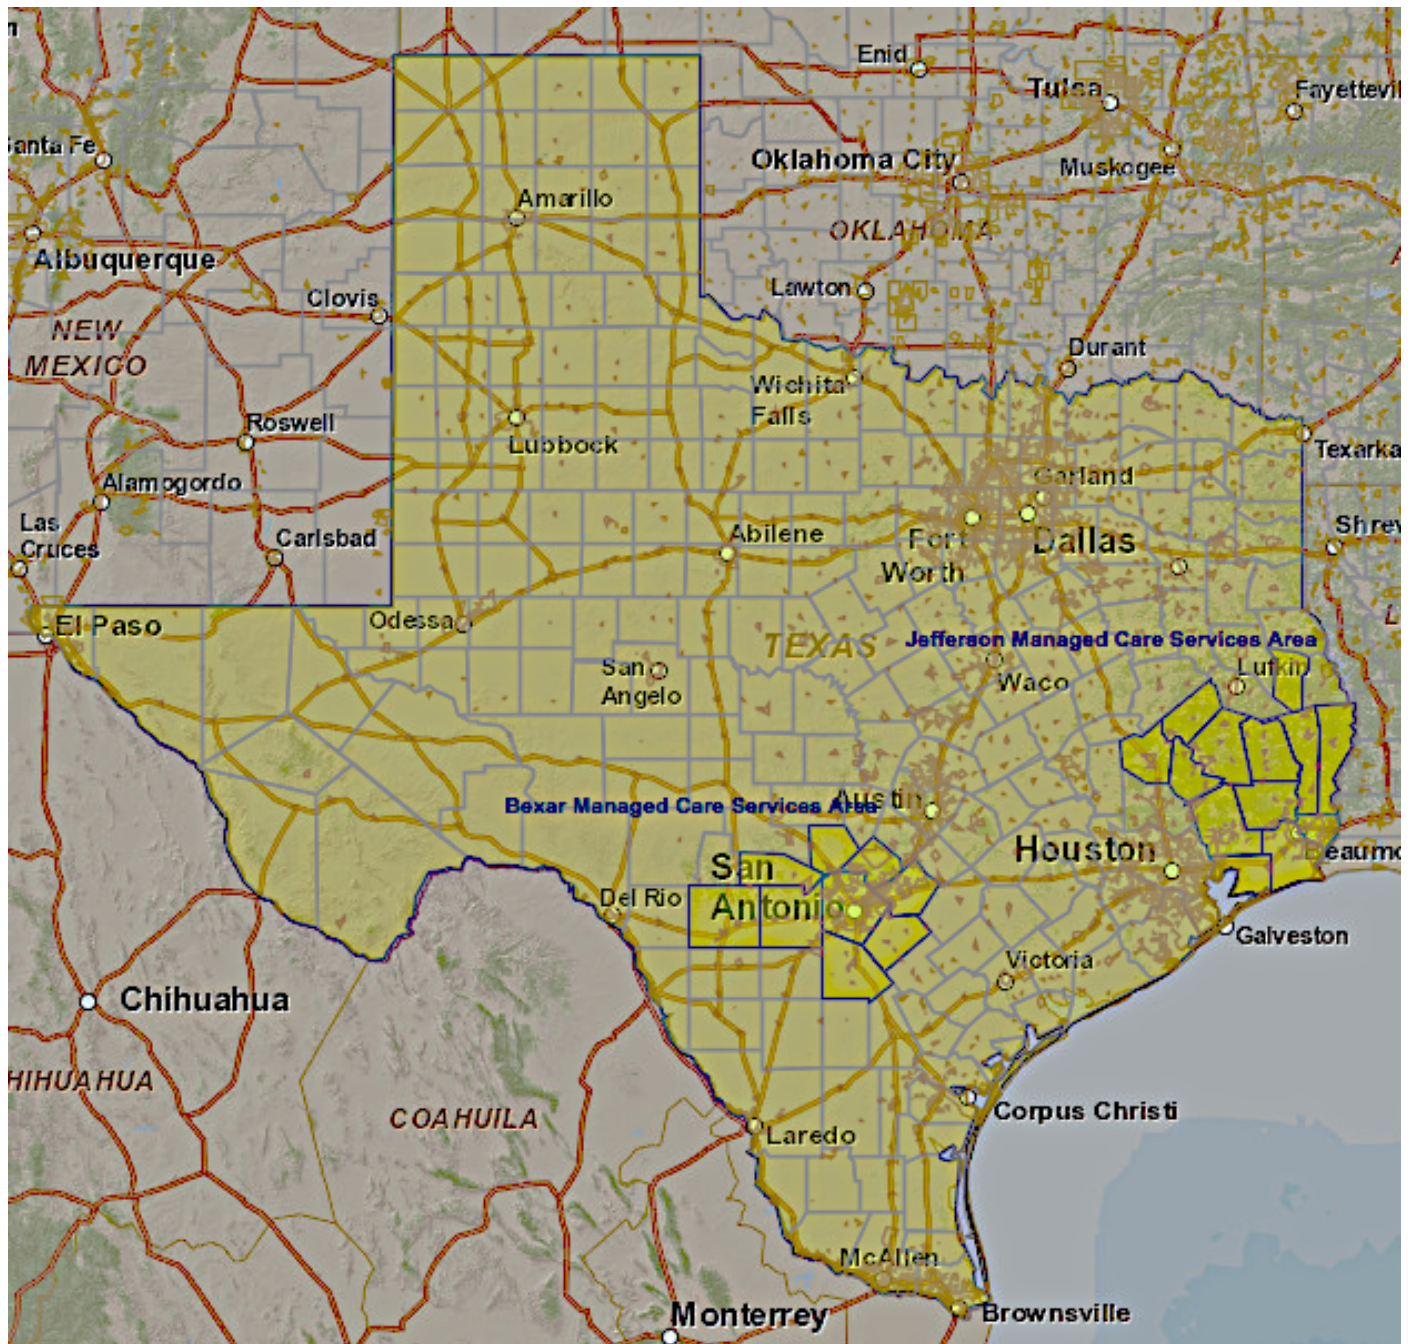 Enid
Tulsa
Fayettevil
Santa Fe
Oklahoma City
Muskogee
Amarillo
OKLAHOMA
Albuquerque
Lawton
Clovis
NEW
MEXICO
Durant
Wichita
Falls
Roswell
Lubbock
Texarka
Garland
Alamogordo
Las
Cruces
Carlsbad
Abilene
Fort
Worth
Dallas
Shrev
El Paso
Odessa
TEXAS
Jefferson Managed Care Services Area
San
Angelo
Waco
Lufkin
Bexar Managed Care Services Area
Austin
Houston
Beaumo
San
Antonio
Del Rio
Galveston
Victoria
Chihuahua
HIHUAHUA
COAHUILA
Corpus Christi
Laredo
McAllen
Monterrey
Brownsville